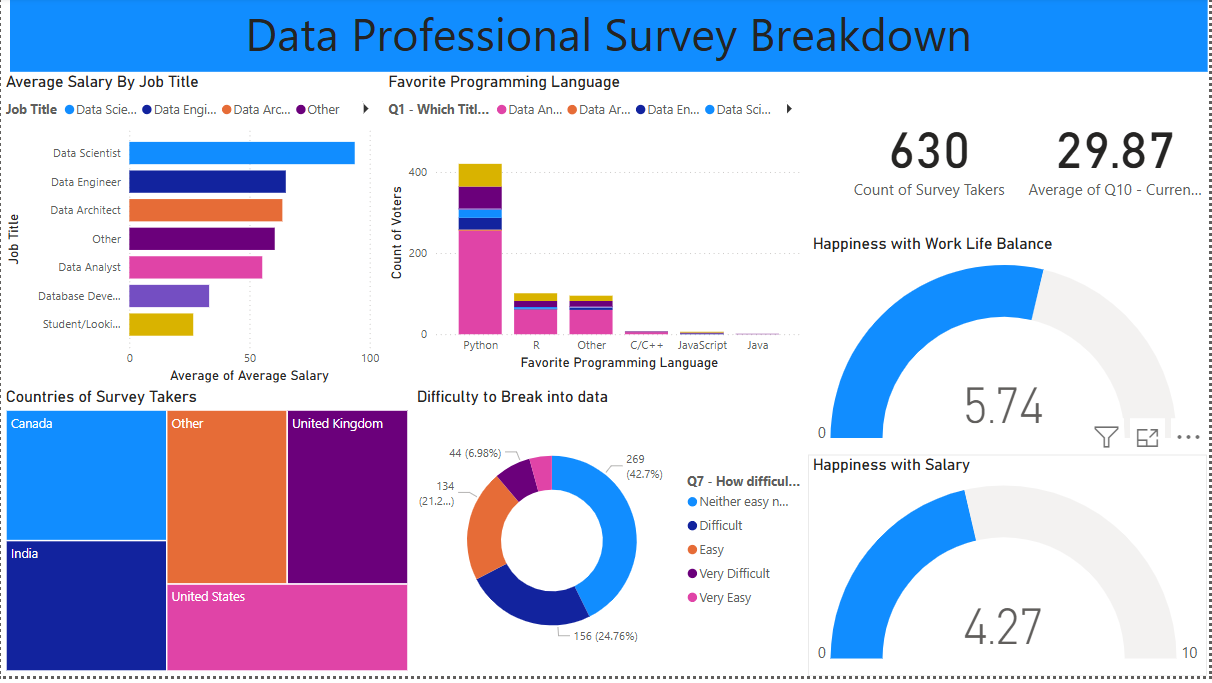 Data Professional Survey Breakdown
Average Salary By Job Title
Job Title Data Scie... Data Engi... Data Arc... Other
Job Title
Data Scientist
Data Engineer
Data Architect
Other
Data Analyst
Database Deve...
Student/Looki...
0 50 100
Average of Average Salary
Favorite Programming Language
Q1 - Which Titl... Data An... Data Ar... Data En... Data Sci...
Count of Voters
400
200
0
Python R Other C/C++ JavaScript Java
Favorite Programming Language
630
Count of Survey Takers
29.87
Average of Q10 - Curren...
Happiness with Work Life Balance
5.74
0
Countries of Survey Takers
Canada
Other
United Kingdom
India
United States
Difficulty to Break into data
44 (6.98%)
269
(42.7%)
134
(21.2...)
156 (24.76%)
Q7 - How difficul...
Neither easy n...
Difficult
Easy
Very Difficult
Very Easy
Happiness with Salary
4.27
0 10